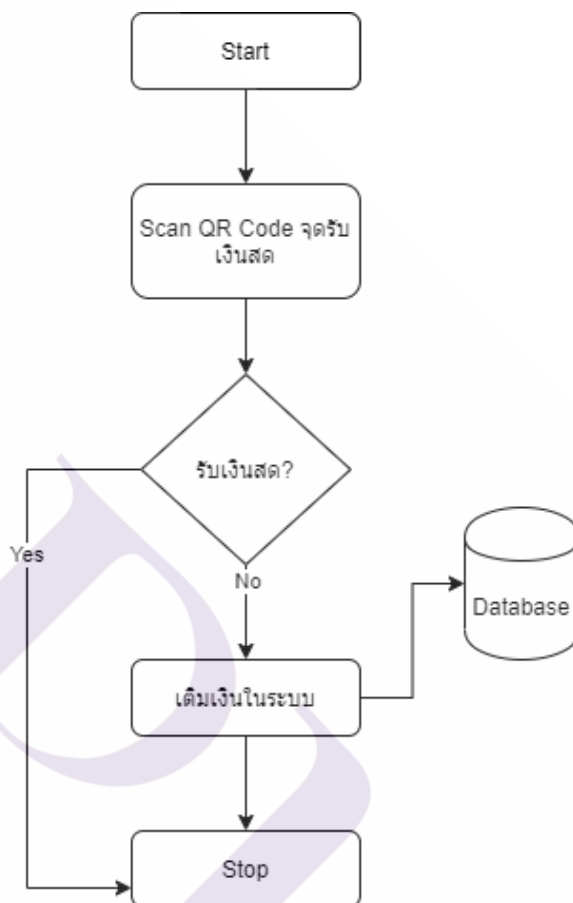 Start
Scan QR Code จุดรับ
เงินสด
รับเงินสด?
Yes
No
Database
เติมเงินในระบบ
Stop